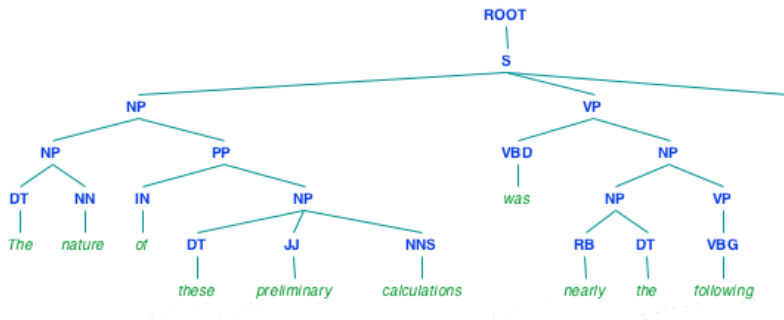 ROOT
S
NP VP
NP PP VBD NP
DT NN IN NP was NP VP
The nature of DT JJ NNS RB DT VBG
these preliminary calculations nearly the following